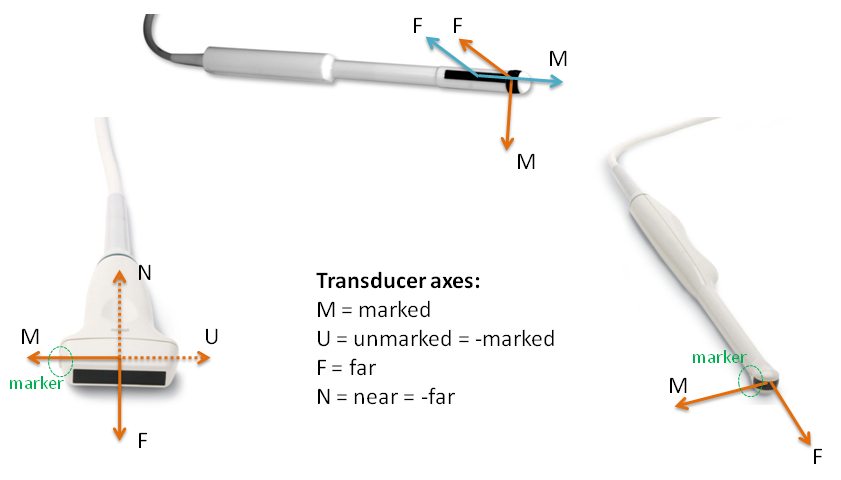 F
F
M
M
N
M
U
marker
F
Transducer axes:
M = marked
U = unmarked = -marked
F = far
N = near = -far
marker
M
F